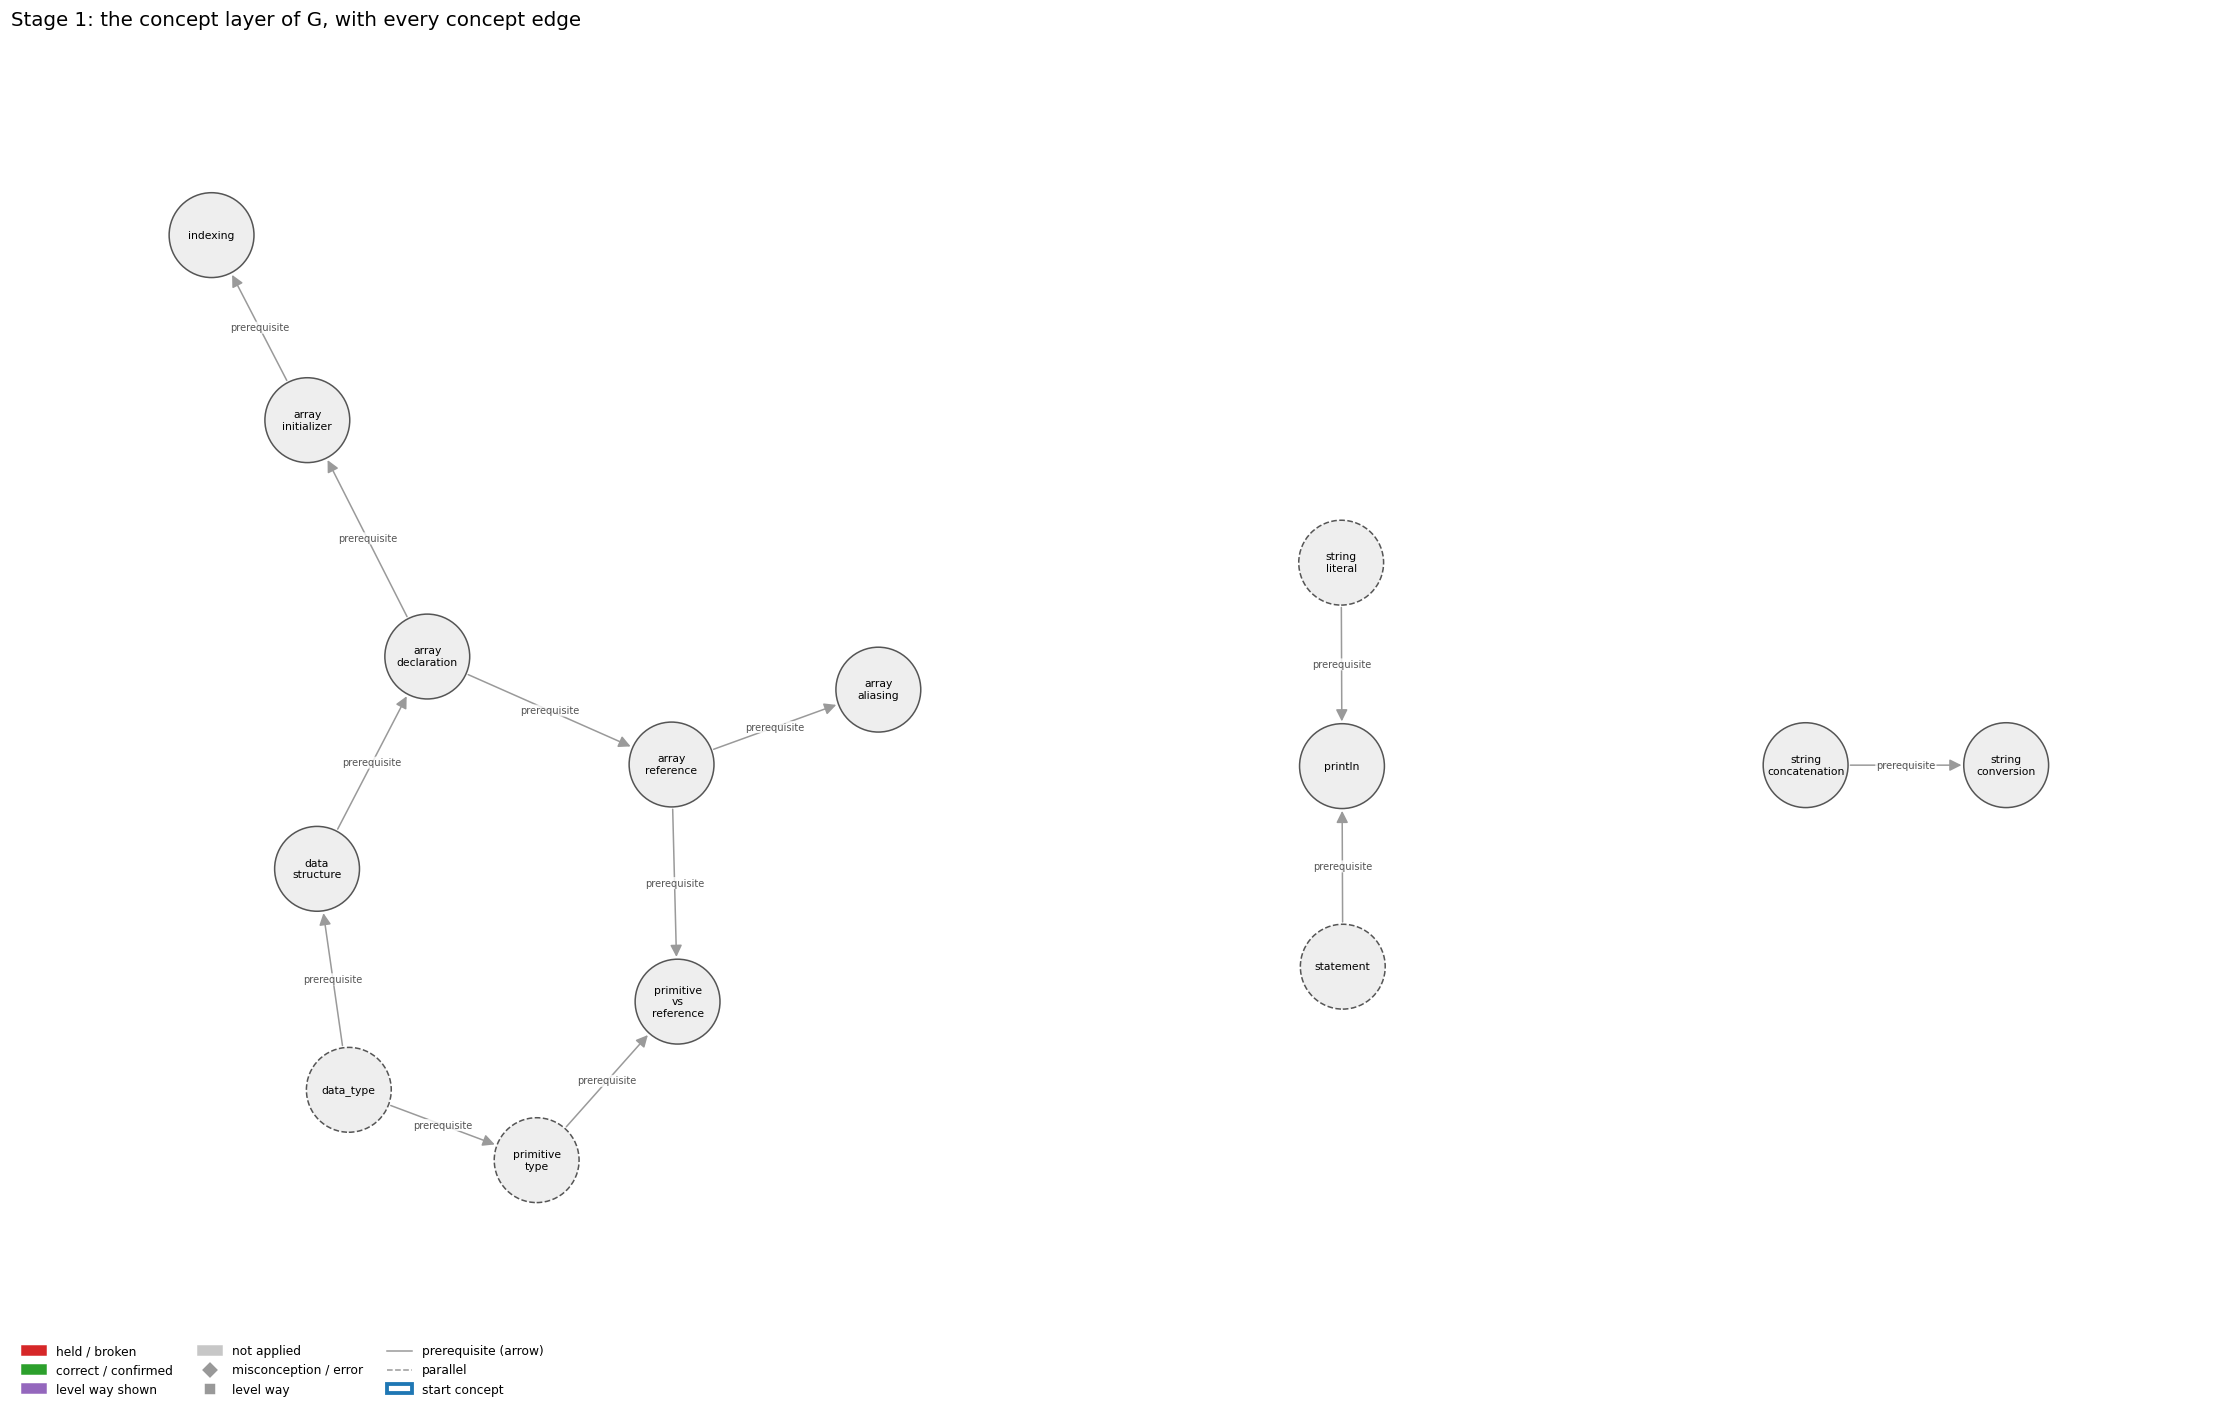 Stage 1: the concept layer of G, with every concept edge
indexing
prerequisite
array
initializer
prerequisite
string
literal
array
declaration
prerequisite
array
aliasing
prerequisite
prerequisite
prerequisite
array
reference
println
string
concatenation
prerequisite
string
conversion
data
structure
prerequisite
prerequisite
prerequisite
statement
prerequisite
primitive
vs
reference
data_type
prerequisite
prerequisite
primitive
type
held / broken
correct / confirmed
level way shown
not applied
misconception / error
level way
prerequisite (arrow)
parallel
start concept